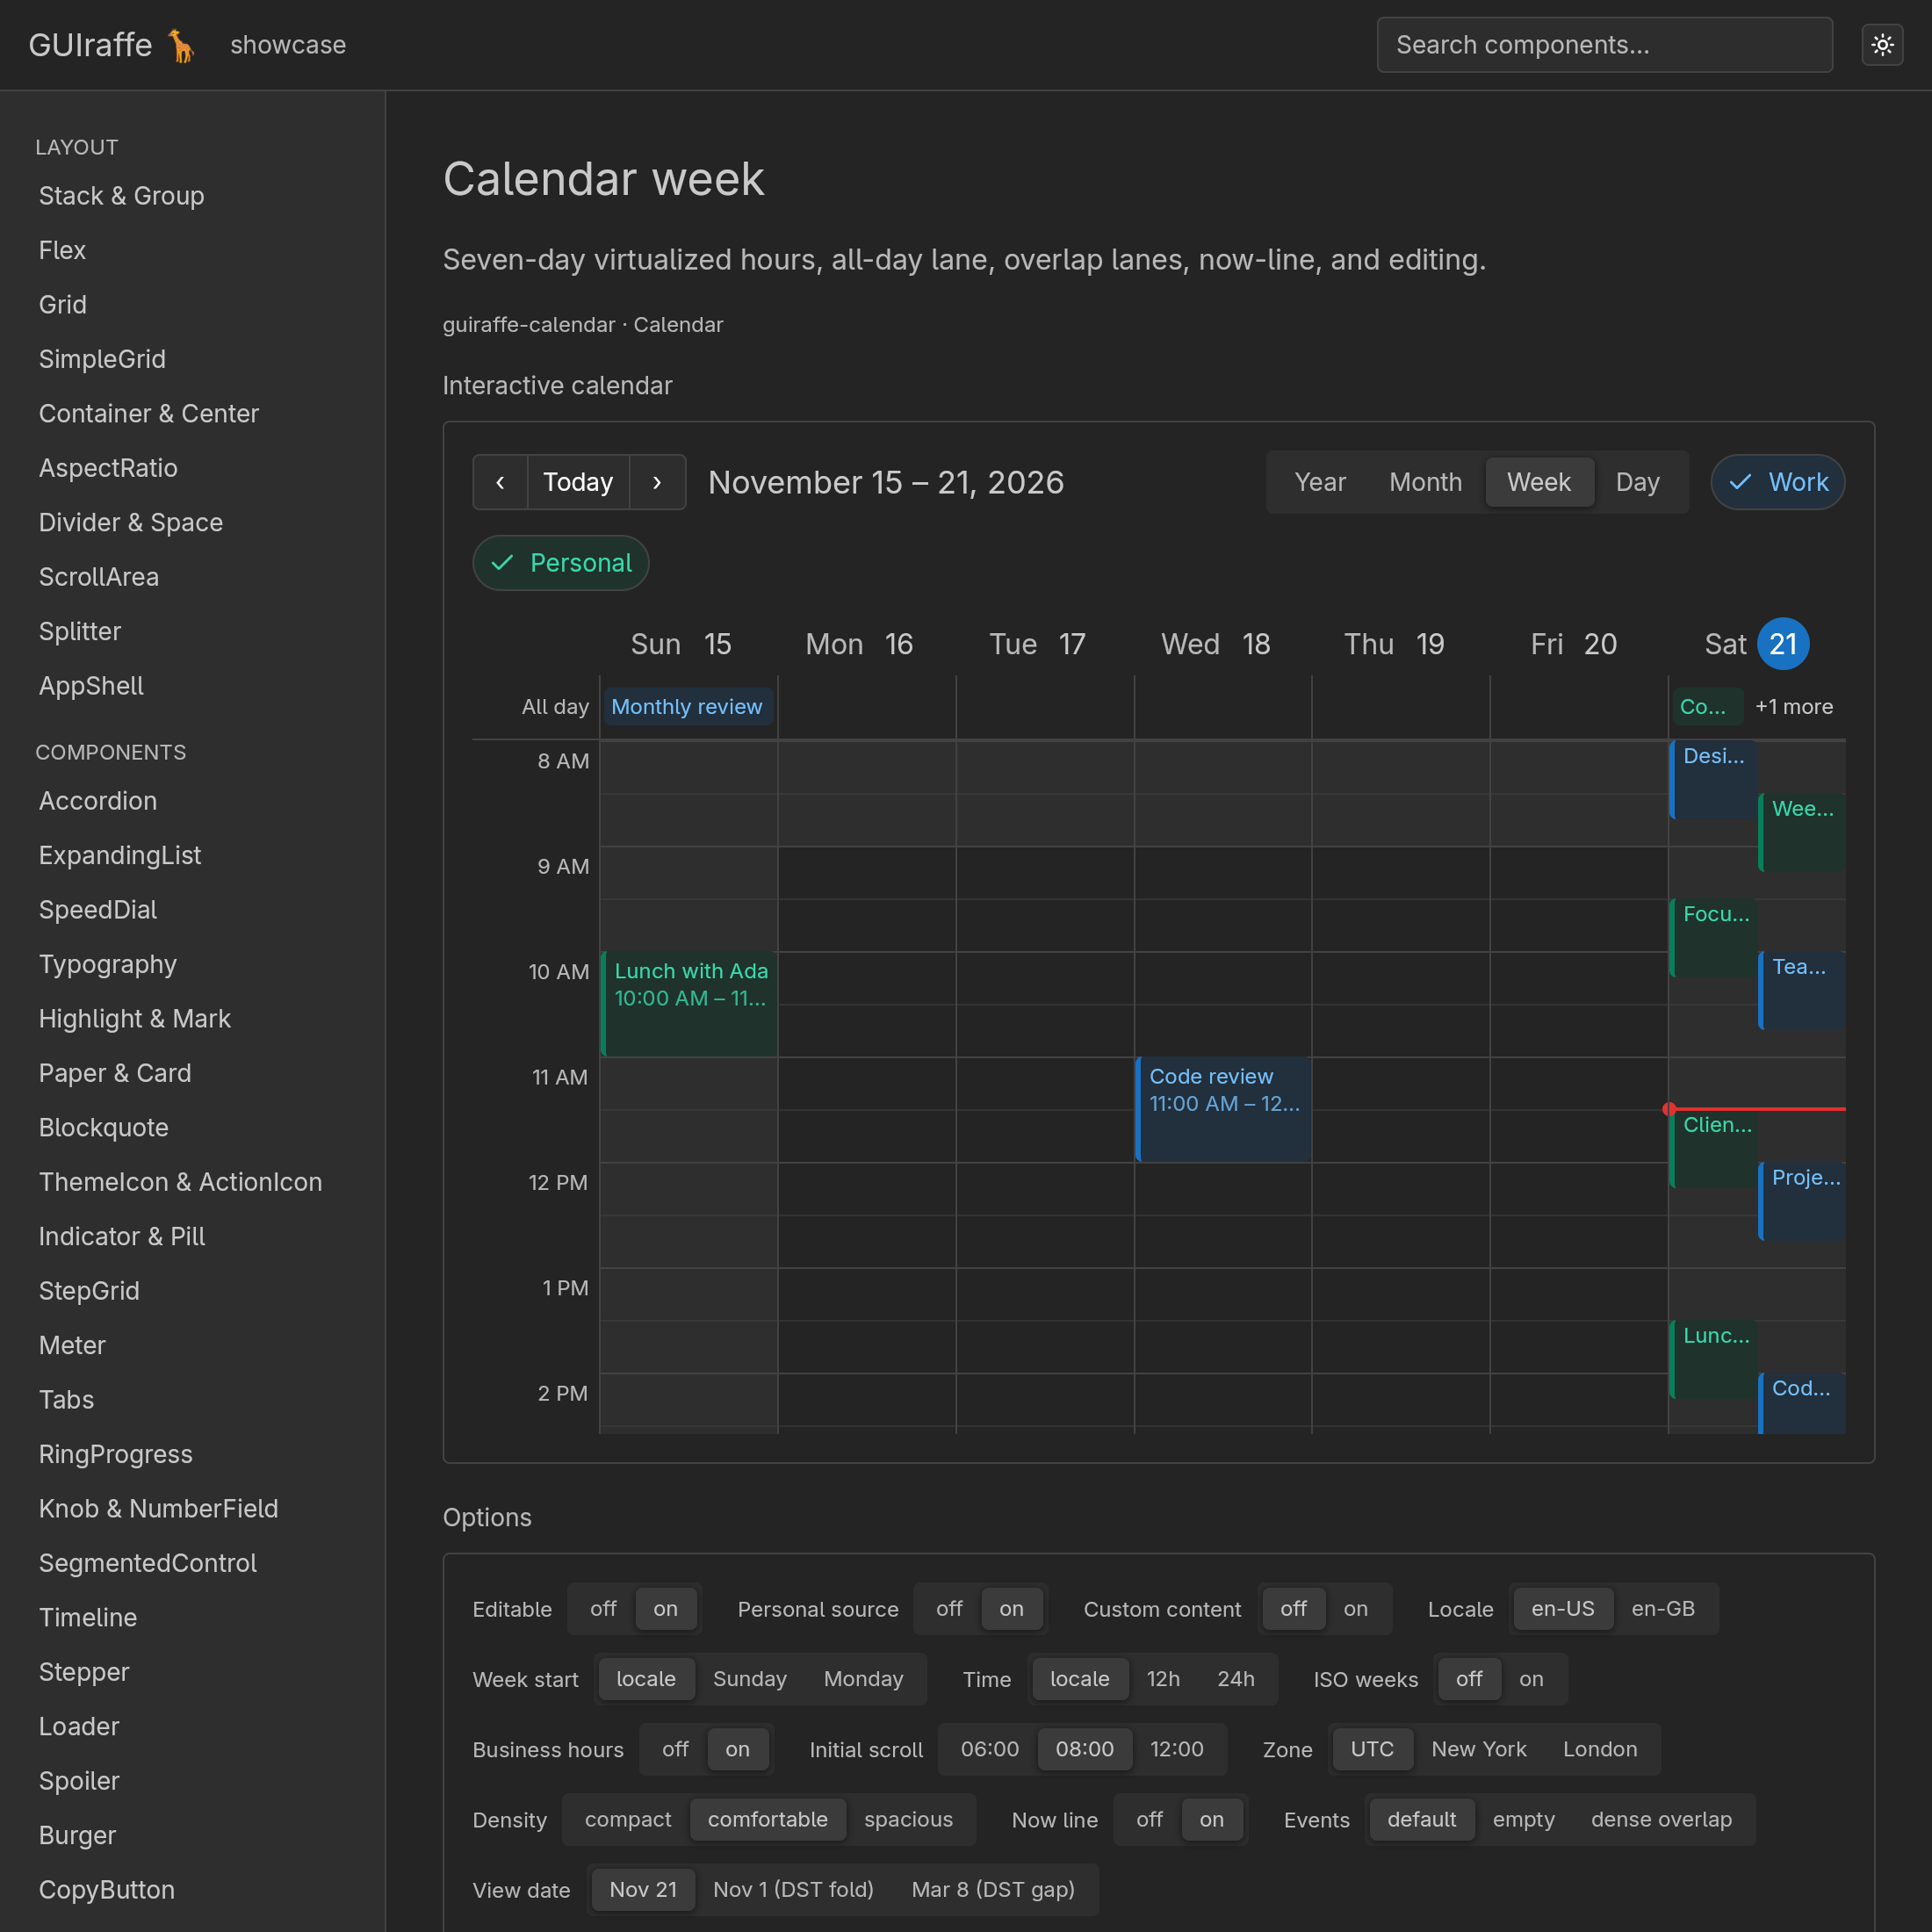 GUIraffe showcase
Search components...
LAYOUT
Stack & Group
Flex
Grid
SimpleGrid
Container & Center
AspectRatio
Divider & Space
ScrollArea
Splitter
AppShell
COMPONENTS
Accordion
ExpandingList
SpeedDial
Typography
Highlight & Mark
Paper & Card
Blockquote
ThemeIcon & ActionIcon
Indicator & Pill
StepGrid
Meter
Tabs
RingProgress
Knob & NumberField
SegmentedControl
Timeline
Stepper
Loader
Spoiler
Burger
CopyButton
Calendar week
Seven-day virtualized hours, all-day lane, overlap lanes, now-line, and editing.
guiraffe-calendar · Calendar
Interactive calendar
‹ Today › November 15 – 21, 2026 Year Month Week Day Work
Personal
Sun 15 Mon 16 Tue 17 Wed 18 Thu 19 Fri 20 Sat 21
All day Monthly review Co... +1 more
8 AM Desi...
Wee...
9 AM
Focu...
10 AM Lunch with Ada Tea...
10:00 AM – 11...
11 AM Code review
11:00 AM – 12...
Clien...
12 PM Proje...
1 PM
Lunc...
2 PM Cod...
Options
Editable off on Personal source off on Custom content off on Locale en-US en-GB
Week start locale Sunday Monday Time locale 12h 24h ISO weeks off on
Business hours off on Initial scroll 06:00 08:00 12:00 Zone UTC New York London
Density compact comfortable spacious Now line off on Events default empty dense overlap
View date Nov 21 Nov 1 (DST fold) Mar 8 (DST gap)